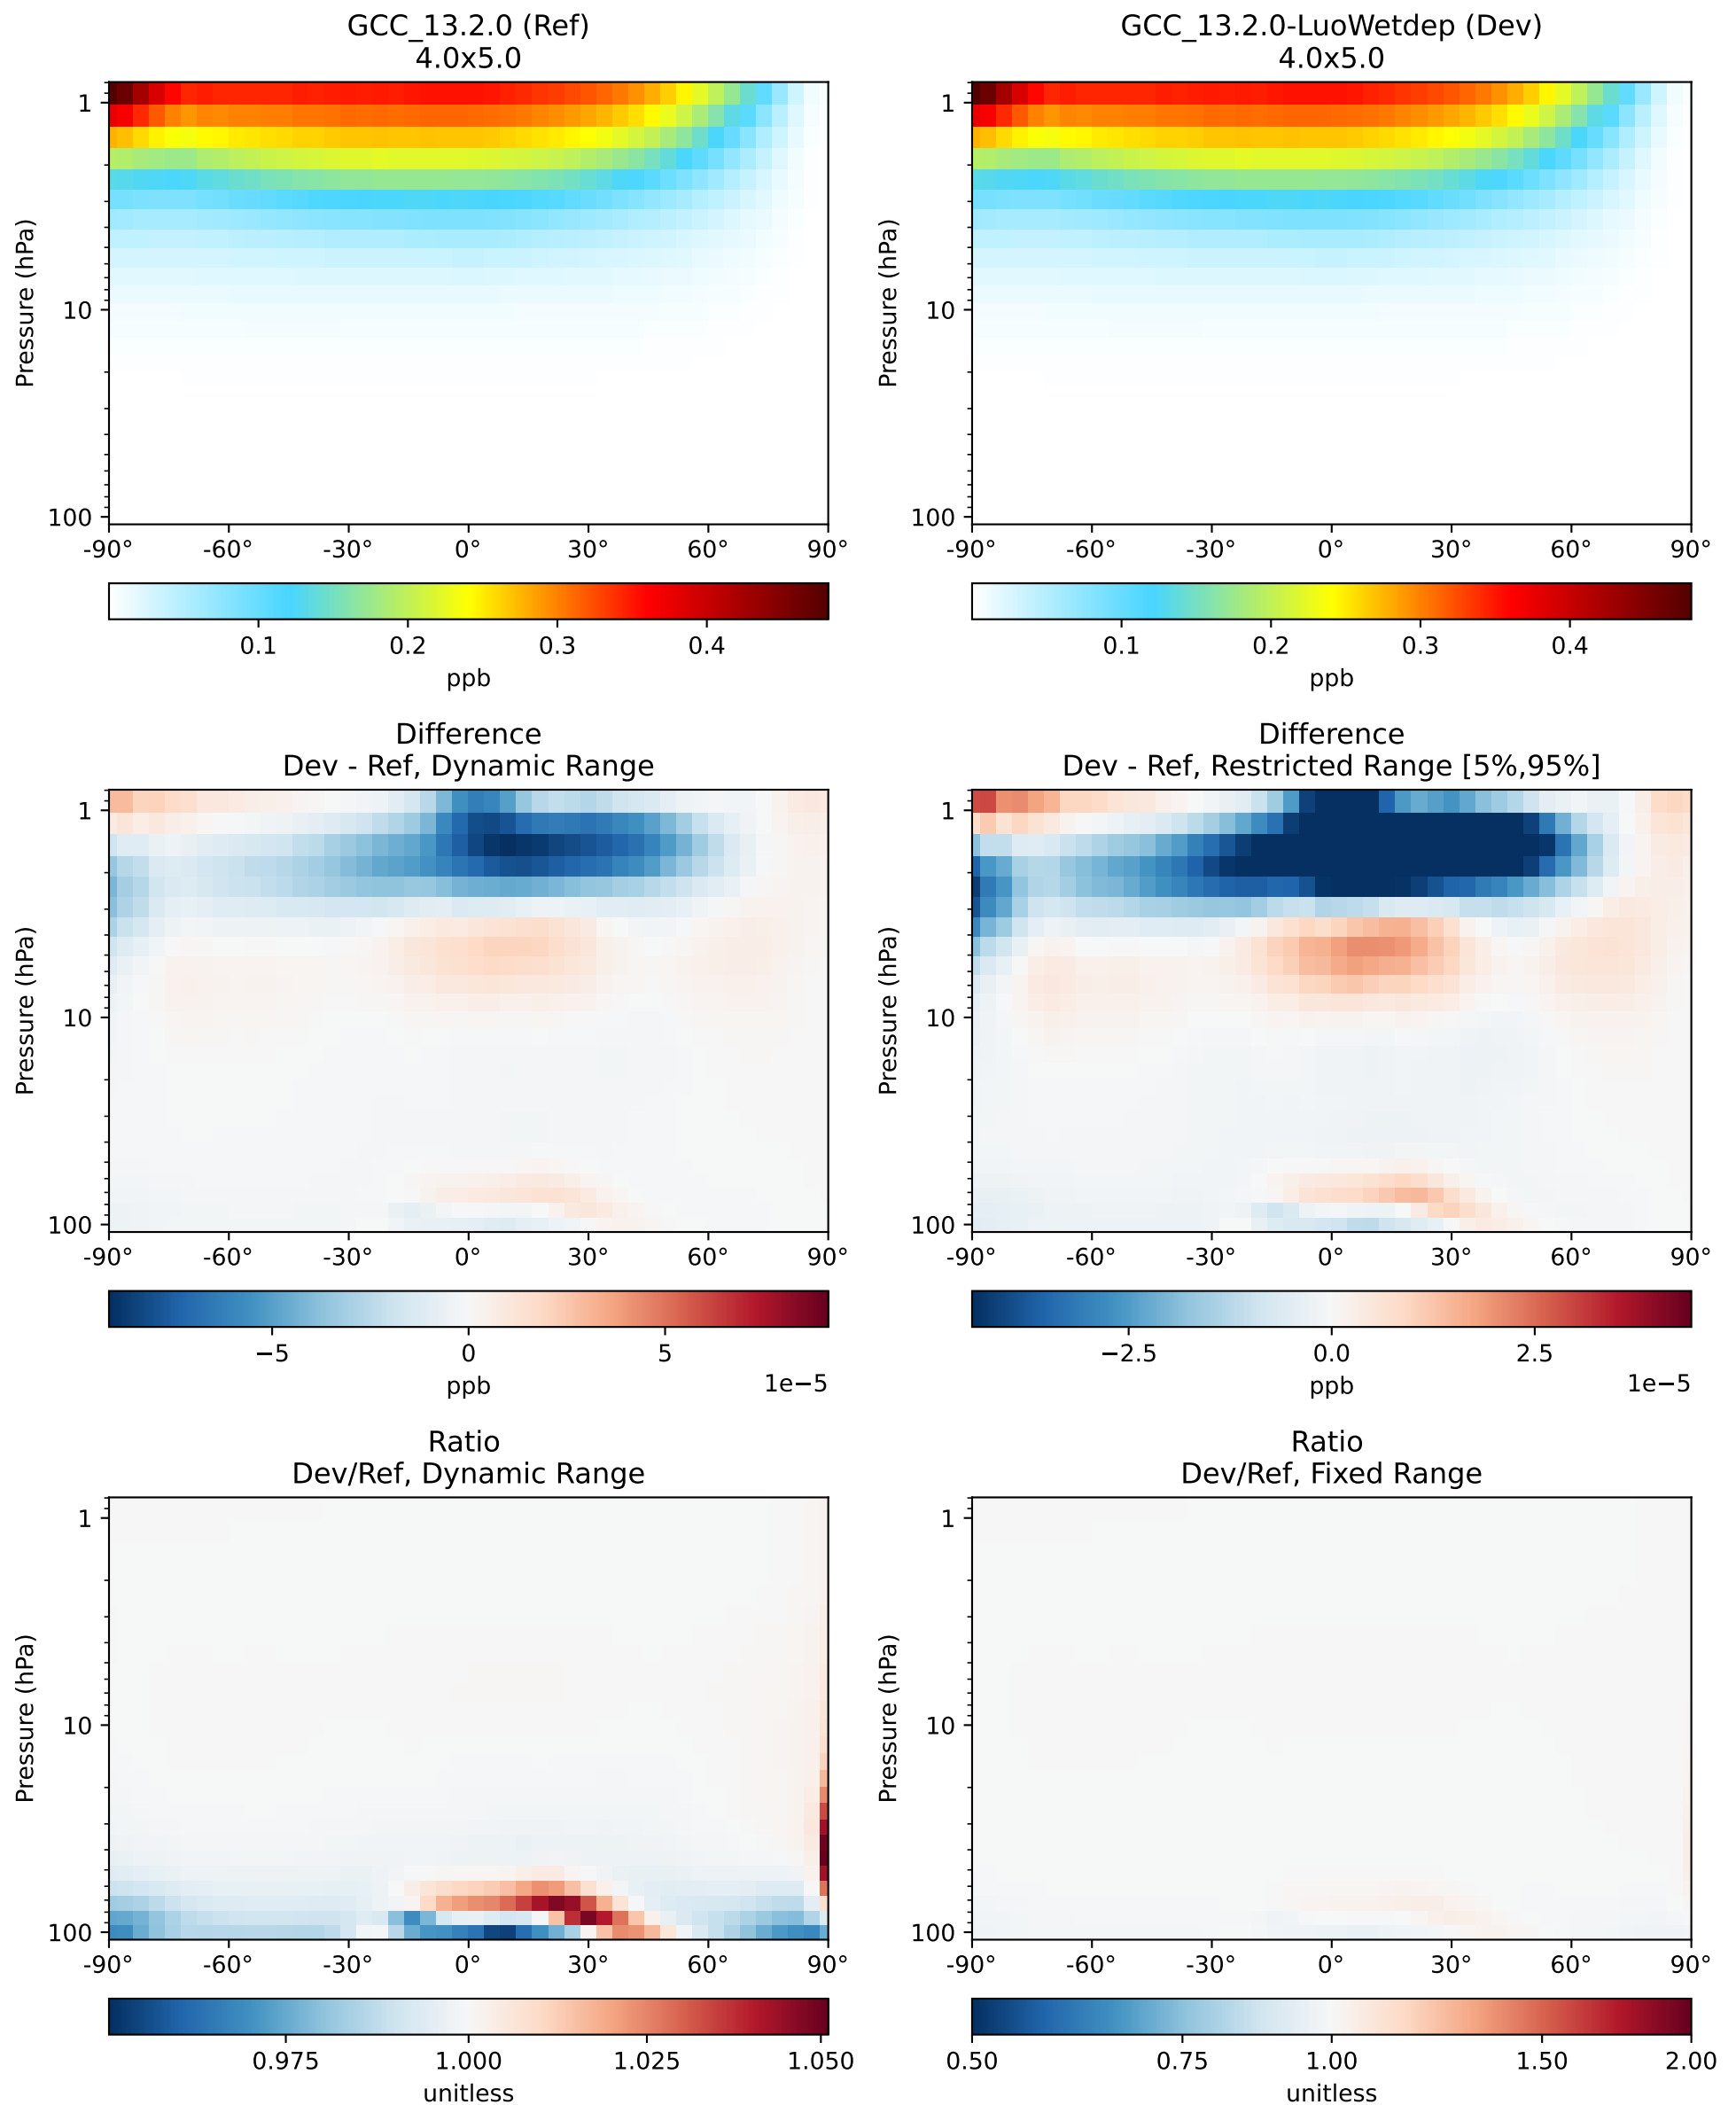 GCC_13.2.0 (Ref)
4.0x5.0
Pressure (hPa)
1
10
100
-90° -60° -30° 0° 30° 60° 90°
0.1 0.2 0.3 0.4
ppb
GCC_13.2.0-LuoWetdep (Dev)
4.0x5.0
Pressure (hPa)
1
10
100
-90° -60° -30° 0° 30° 60° 90°
0.1 0.2 0.3 0.4
ppb
Difference
Dev - Ref, Dynamic Range
Pressure (hPa)
1
10
100
-90° -60° -30° 0° 30° 60° 90°
−5 0 5
1e−5
ppb
Difference
Dev - Ref, Restricted Range [5%,95%]
Pressure (hPa)
1
10
100
-90° -60° -30° 0° 30° 60° 90°
−2.5 0.0 2.5
1e−5
ppb
Ratio
Dev/Ref, Dynamic Range
Pressure (hPa)
1
10
100
-90° -60° -30° 0° 30° 60° 90°
0.975 1.000 1.025 1.050
unitless
Ratio
Dev/Ref, Fixed Range
Pressure (hPa)
1
10
100
-90° -60° -30° 0° 30° 60° 90°
0.50 0.75 1.00 1.50 2.00
unitless